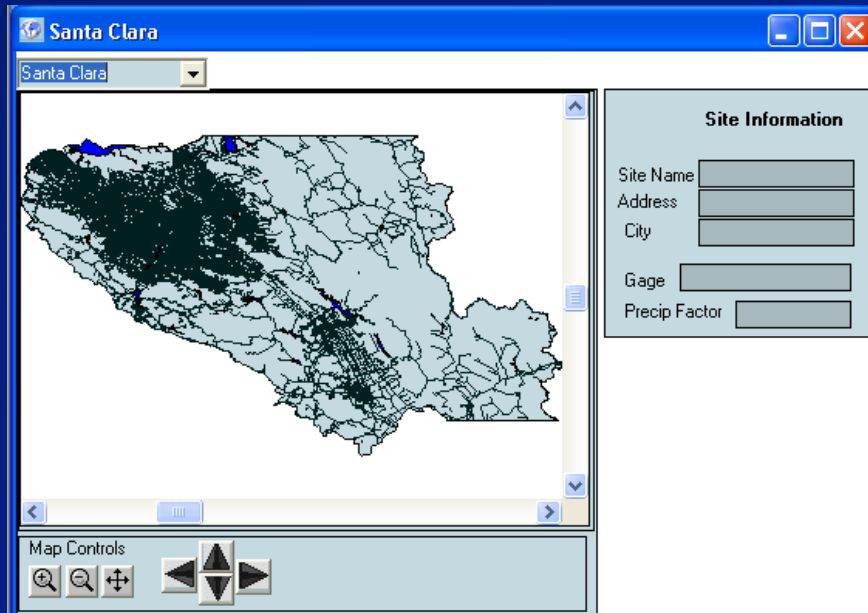 Santa Clara
Santa Clara
Site Information
Site Name
Address
City
Gage
Precip Factor
Map Controls